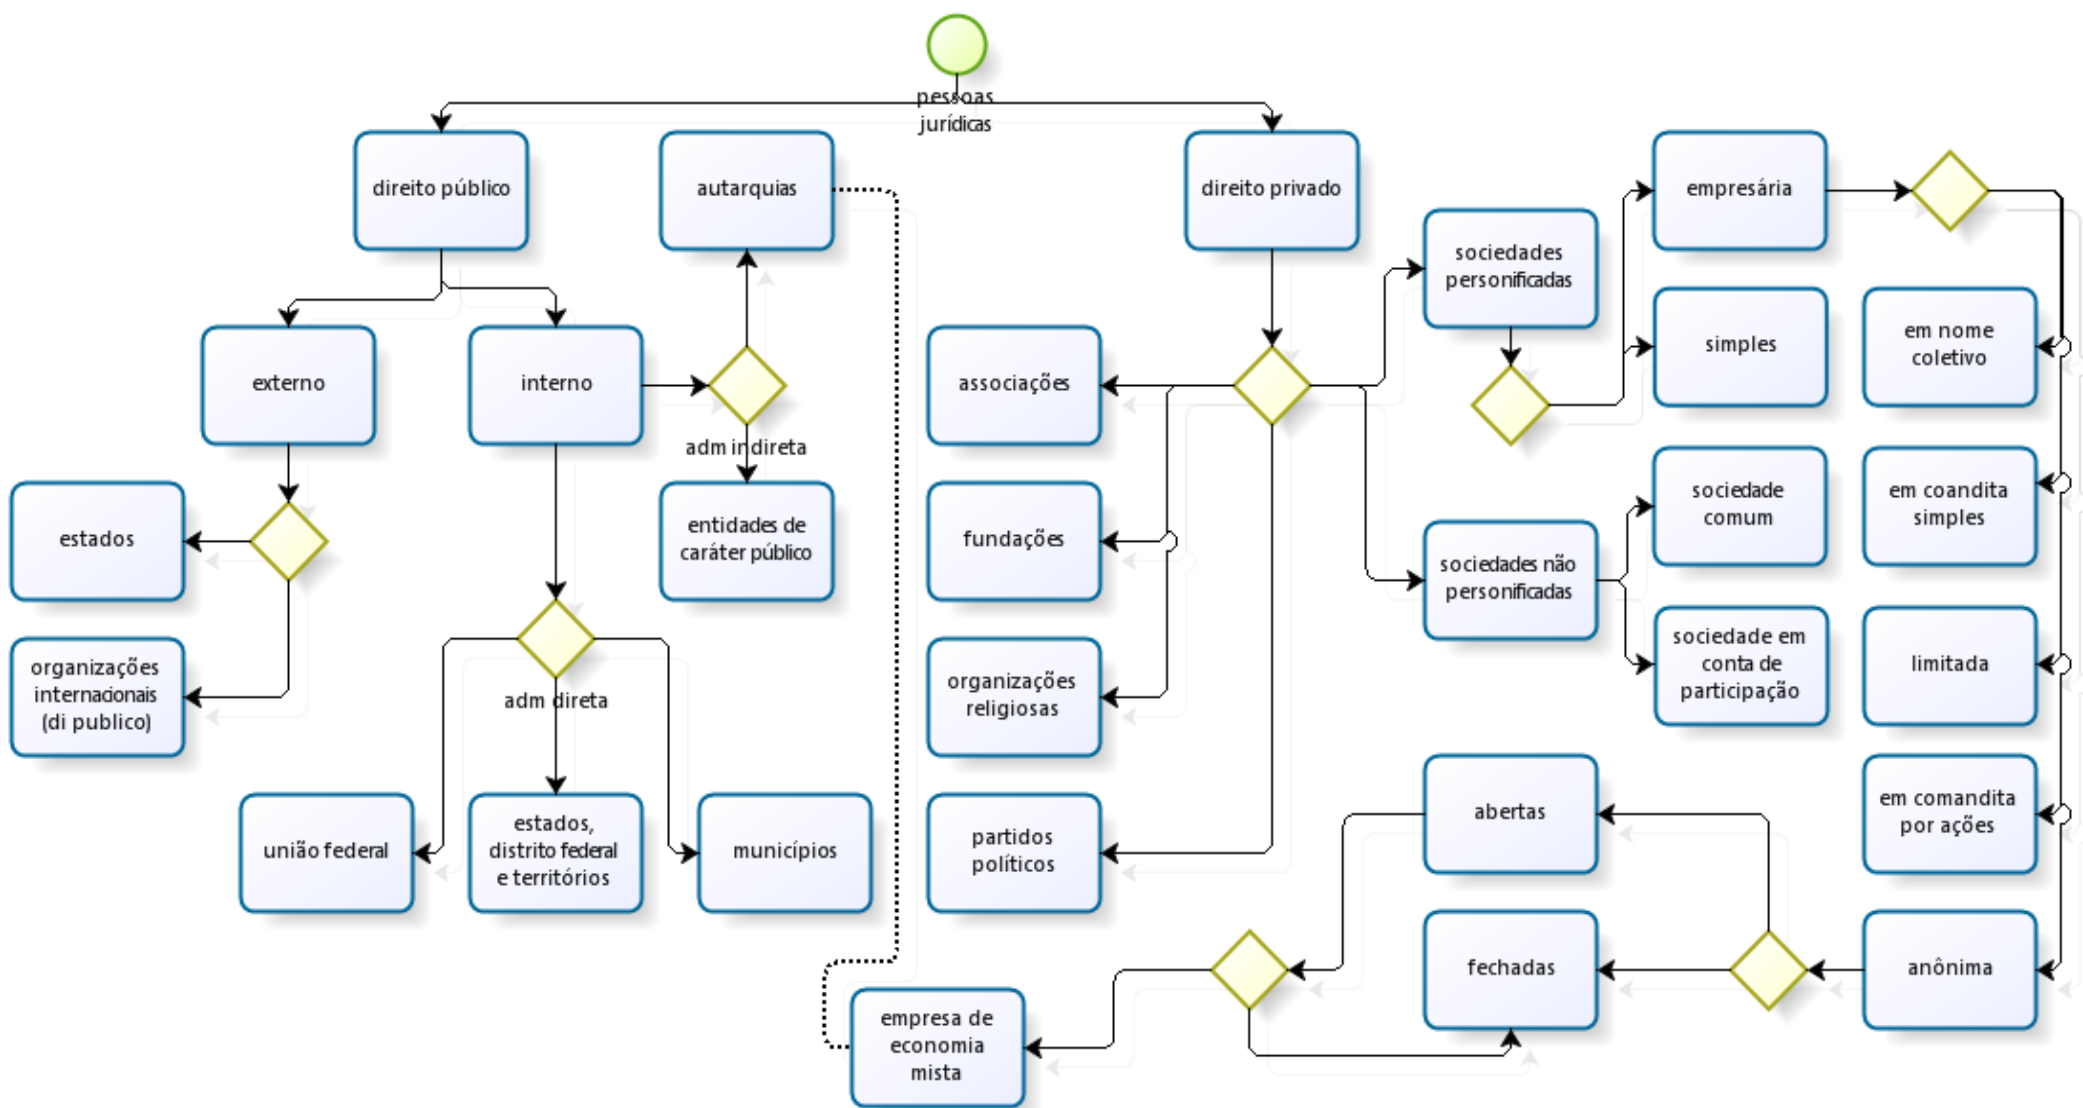 pessoas
jurídicas
direito público
autarquias
direito privado
empresária
sociedades
personificadas
externo
interno
associações
simples
em nome
coletivo
adm indireta
estados
entidades de
caráter público
fundações
sociedades não
personificadas
sociedade
comum
em coandita
simples
organizações
internacionais
(di publico)
adm direta
organizações
religiosas
sociedade em
conta de
participação
limitada
união federal
estados,
distrito federal
e territórios
municípios
partidos
políticos
abertas
em comandita
por ações
fechadas
anônima
empresa de
economia
mista